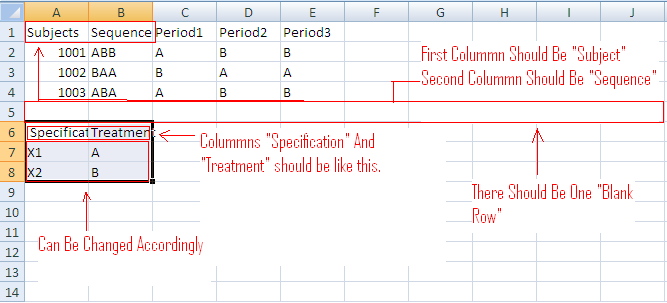 A B C D E F G H I J
1 Subjects Sequence Period1 Period2 Period3
2 1001 ABB A B B
3 1002 BAA B A A
4 1003 ABA A B B
5
6 Specificat Treatment
7 X1 A
8 X2 B
9
10
11
12
13
14
First Colummn Should Be "Subject"
Second Colummn Should Be "Sequence"
Colummns "Specification" And
"Treatment" should be like this.
There Should Be One "Blank
Row"
Can Be Changed Accordingly